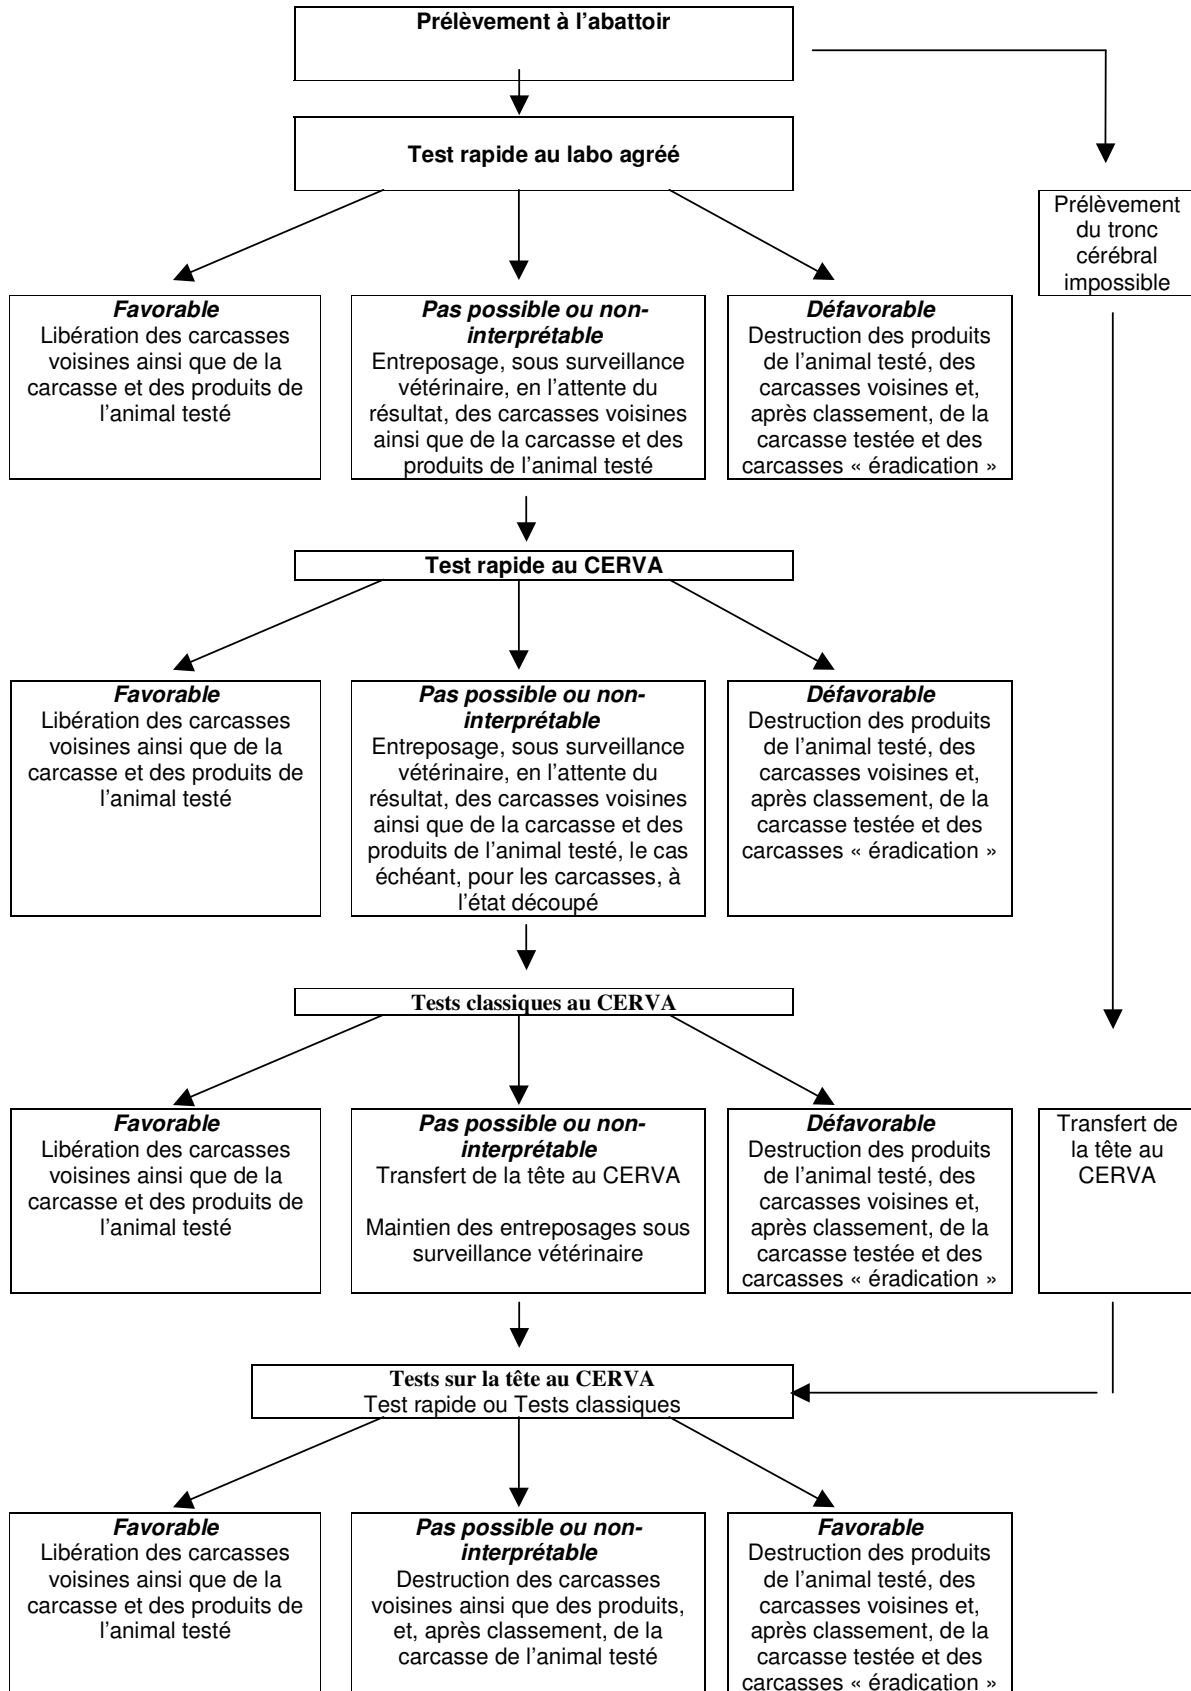 Prélèvement à l'abattoir
Test rapide au labo agréé
Prélèvement
du tronc
cérébral
impossible
Favorable
Libération des carcasses
voisines ainsi que de la
carcasse et des produits de
l'animal testé
Pas possible ou non-
interprétable
Entreposage, sous surveillance
vétérinaire, en l'attente du
résultat, des carcasses voisines
ainsi que de la carcasse et des
produits de l'animal testé
Défavorable
Destruction des produits
de l'animal testé, des
carcasses voisines et,
après classement, de la
carcasse testée et des
carcasses « éradication »
Test rapide au CERVA
Favorable
Libération des carcasses
voisines ainsi que de la
carcasse et des produits de
l'animal testé
Pas possible ou non-
interprétable
Entreposage, sous surveillance
vétérinaire, en l'attente du
résultat, des carcasses voisines
ainsi que de la carcasse et des
produits de l'animal testé, le cas
échéant, pour les carcasses, à
l'état découpé
Défavorable
Destruction des produits
de l'animal testé, des
carcasses voisines et,
après classement, de la
carcasse testée et des
carcasses « éradication »
Tests classiques au CERVA
Favorable
Libération des carcasses
voisines ainsi que de la
carcasse et des produits de
l'animal testé
Pas possible ou non-
interprétable
Transfert de la tête au CERVA
Maintien des entreposages sous
surveillance vétérinaire
Défavorable
Destruction des produits
de l'animal testé, des
carcasses voisines et,
après classement, de la
carcasse testée et des
carcasses « éradication »
Transfert de
la tête au
CERVA
Tests sur la tête au CERVA
Test rapide ou Tests classiques
Favorable
Libération des carcasses
voisines ainsi que de la
carcasse et des produits de
l'animal testé
Pas possible ou non-
interprétable
Destruction des carcasses
voisines ainsi que des produits,
et, après classement, de la
carcasse de l'animal testé
Favorable
Destruction des produits
de l'animal testé, des
carcasses voisines et,
après classement, de la
carcasse testée et des
carcasses « éradication »